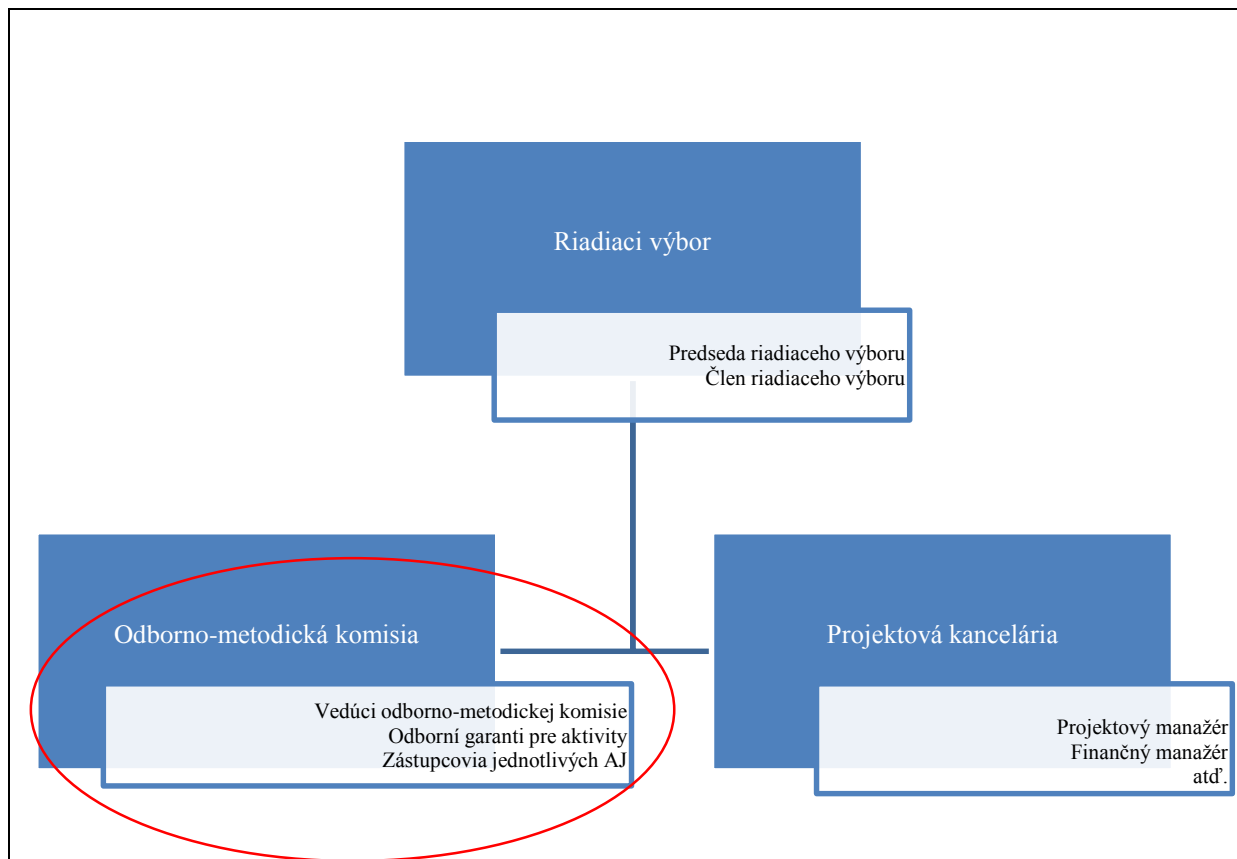 Riadiaci výbor
Predseda riadiaceho výboru
Člen riadiaceho výboru
Odborno-metodická komisia
Vedúci odborno-metodickej komisie
Odborní garanti pre aktivity
Zástupcovia jednotlivých AJ
Projektová kancelária
Projektový manažér
Finančný manažér
atď.